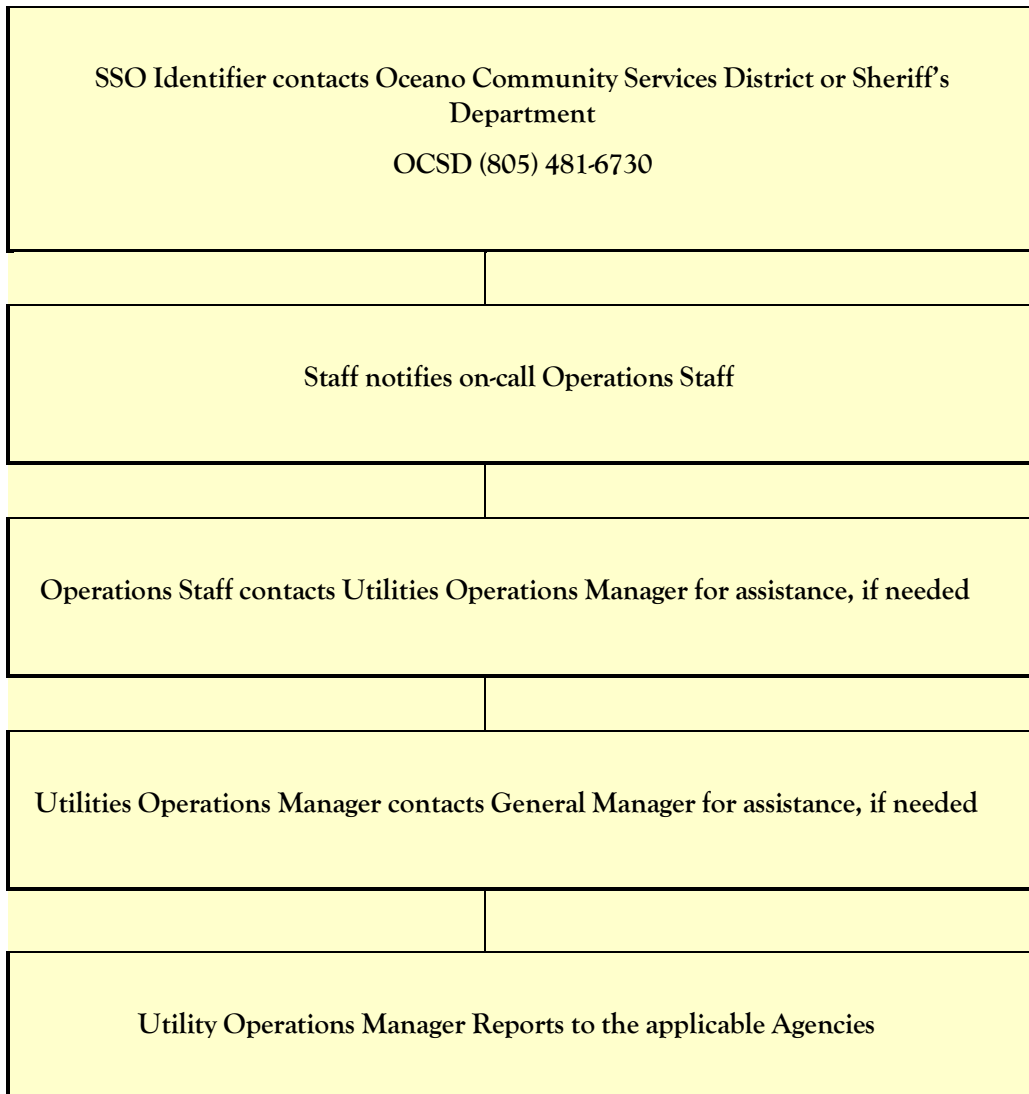 SSO Identifier contacts Oceano Community Services District or Sheriff's
Department
OCSD (805) 481-6730
Staff notifies on-call Operations Staff
Operations Staff contacts Utilities Operations Manager for assistance, if needed
Utilities Operations Manager contacts General Manager for assistance, if needed
Utility Operations Manager Reports to the applicable Agencies